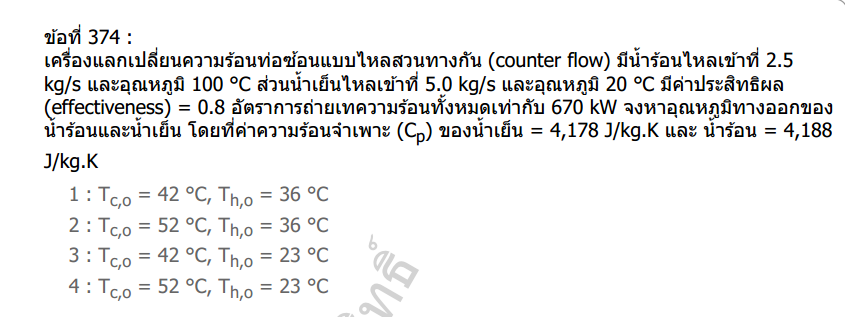 ข้อที่ 374 :
เครื่องแลกเปลี่ยนความร้อนท่อซ้อนแบบไหลสวนทางกัน (counter flow) มีน้ำร้อนไหลเข้าที่ 2.5
kg/s และอุณหภูมิ 100 °C ส่วนน้ำเย็นไหลเข้าที่ 5.0 kg/s และอุณหภูมิ 20 °C มีค่าประสิทธิผล
(effectiveness) = 0.8 อัตราการถ่ายเทความร้อนทั้งหมดเท่ากับ 670 kW จงหาอุณหภูมิทางออกของ
น้ำร้อนและน้ำเย็น โดยที่ค่าความร้อนจำเพาะ (Cp) ของน้ำเย็น = 4,178 J/kg.K และ น้ำร้อน = 4,188
J/kg.K
1 : Tc,o = 42 °C, Th,o = 36 °C
2 : Tc,o = 52 °C, Th,o = 36 °C
3 : Tc,o = 42 °C, Th,o = 23 °C
4 : Tc,o = 52 °C, Th,o = 23 °C